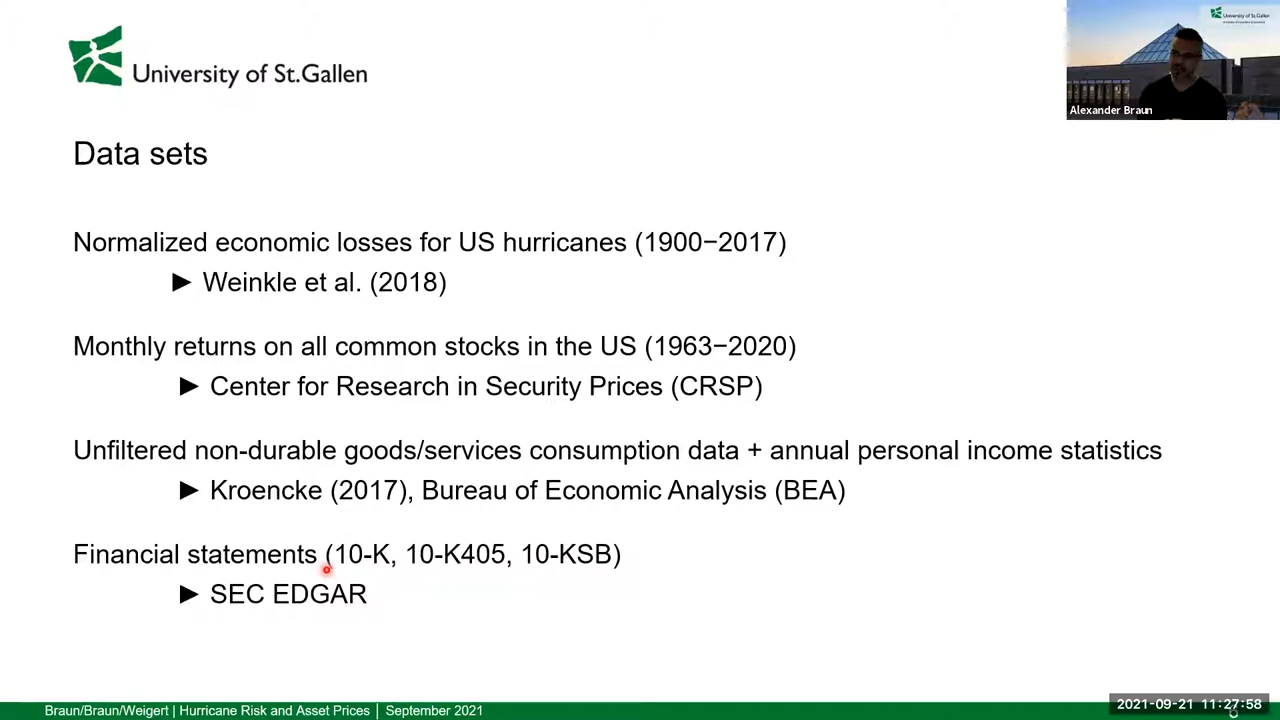 University of St.Gallen
University of St.Gallen
Alexander Braun
Data sets
Normalized economic losses for US hurricanes (1900−2017)
► Weinkle et al. (2018)
Monthly returns on all common stocks in the US (1963−2020)
► Center for Research in Security Prices (CRSP)
Unfiltered non-durable goods/services consumption data + annual personal income statistics
► Kroencke (2017), Bureau of Economic Analysis (BEA)
Financial statements (10-K, 10-K405, 10-KSB)
► SEC EDGAR
Braun/Braun/Weigert | Hurricane Risk and Asset Prices | September 2021
2021-09-21 11:27:58